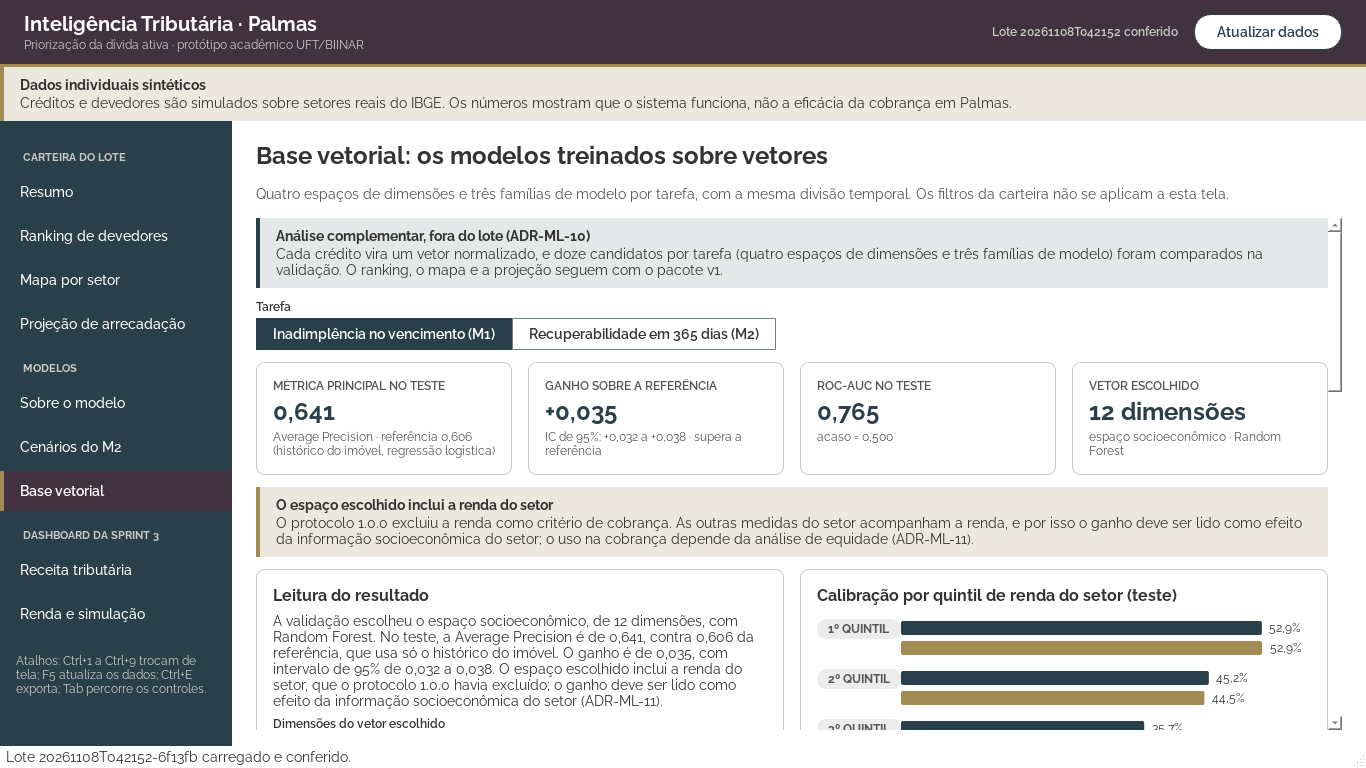 Inteligência Tributária · Palmas
Priorização da dívida ativa · protótipo acadêmico UFT/BIINAR
Lote 20261108T042152 conferido
Atualizar dados
Dados individuais sintéticos
Créditos e devedores são simulados sobre setores reais do IBGE. Os números mostram que o sistema funciona, não a eficácia da cobrança em Palmas.
CARTEIRA DO LOTE
Resumo
Ranking de devedores
Mapa por setor
Projeção de arrecadação
MODELOS
Sobre o modelo
Cenários do M2
Base vetorial
DASHBOARD DA SPRINT 3
Receita tributária
Renda e simulação
Atalhos: Ctrl+1 a Ctrl+9 trocam de
tela; F5 atualiza os dados; Ctrl+E
exporta; Tab percorre os controles.
Base vetorial: os modelos treinados sobre vetores
Quatro espaços de dimensões e três famílias de modelo por tarefa, com a mesma divisão temporal. Os filtros da carteira não se aplicam a esta tela.
Análise complementar, fora do lote (ADR-ML-10)
Cada crédito vira um vetor normalizado, e doze candidatos por tarefa (quatro espaços de dimensões e três famílias de modelo) foram comparados na
validação. O ranking, o mapa e a projeção seguem com o pacote v1.
Tarefa
Inadimplência no vencimento (M1)
Recuperabilidade em 365 dias (M2)
MÉTRICA PRINCIPAL NO TESTE
0,641
Average Precision · referência 0,606
(histórico do imóvel, regressão logística)
GANHO SOBRE A REFERÊNCIA
+0,035
IC de 95%: +0,032 a +0,038 · supera a
referência
ROC-AUC NO TESTE
0,765
acaso = 0,500
VETOR ESCOLHIDO
12 dimensões
espaço socioeconômico · Random
Forest
O espaço escolhido inclui a renda do setor
O protocolo 1.0.0 excluiu a renda como critério de cobrança. As outras medidas do setor acompanham a renda, e por isso o ganho deve ser lido como efeito
da informação socioeconômica do setor; o uso na cobrança depende da análise de equidade (ADR-ML-11).
Leitura do resultado
A validação escolheu o espaço socioeconômico, de 12 dimensões, com
Random Forest. No teste, a Average Precision é de 0,641, contra 0,606 da
referência, que usa só o histórico do imóvel. O ganho é de 0,035, com
intervalo de 95% de 0,032 a 0,038. O espaço escolhido inclui a renda do
setor, que o protocolo 1.0.0 havia excluído; o ganho deve ser lido como
efeito da informação socioeconômica do setor (ADR-ML-11).
Dimensões do vetor escolhido
Calibração por quintil de renda do setor (teste)
1º QUINTIL
52,9%
52,9%
2º QUINTIL
45,2%
44,5%
3º QUINTIL
35,7%
Lote 20261108T042152-6f13fb carregado e conferido.